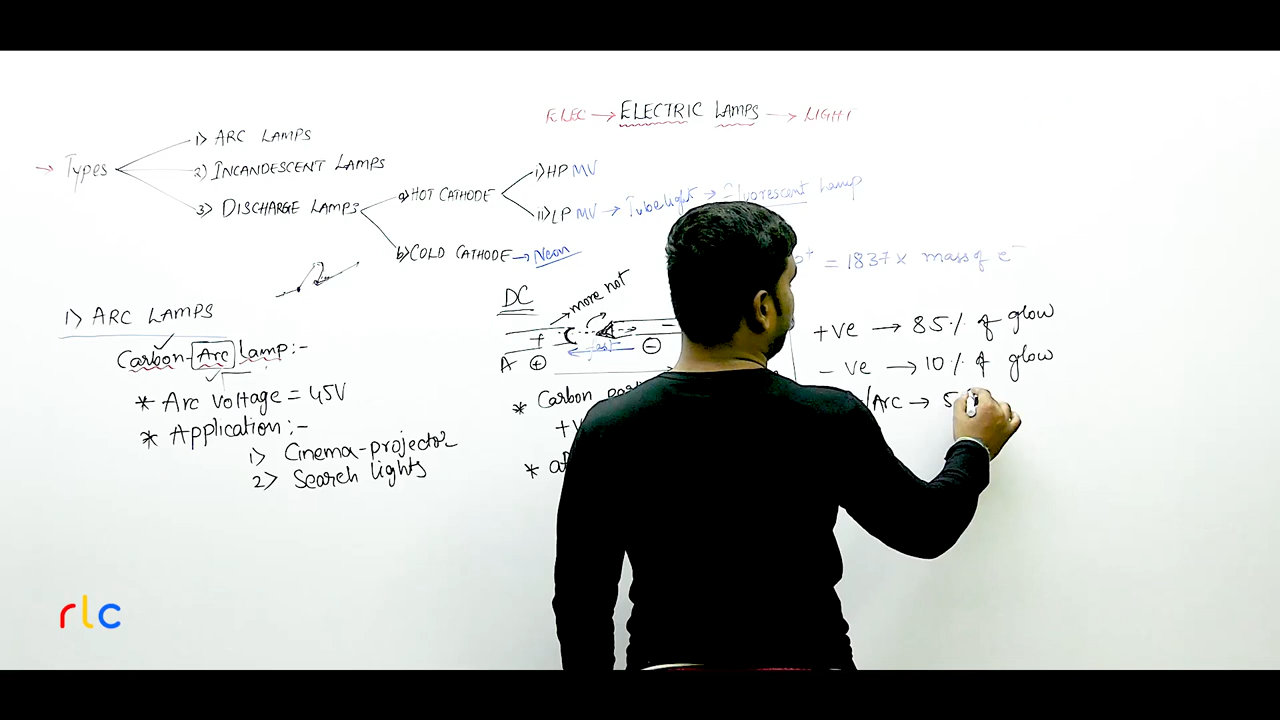 ELEC → ELECTRIC LAMPS → LIGHT
→ Types
1) ARC LAMPS
2) INCANDESCENT LAMPS
3) DISCHARGE LAMPS
a) HOT CATHODE
i) HP MV
ii) LP MV → Tubelight → Fluorescent Lamp
b) COLD CATHODE → Neon
1) ARC LAMPS
Carbon-Arc Lamp:-
* Arc voltage = 45V
* Application:-
1) Cinema-projector
2) Search lights
DC
more hot
+ −
fast
A ⊕ ⊖
* Carbon
+v
*
p⁺ = 1837 × mass of e⁻
+ve → 85% of glow
− ve → 10% of glow
/Arc → 5
rlc